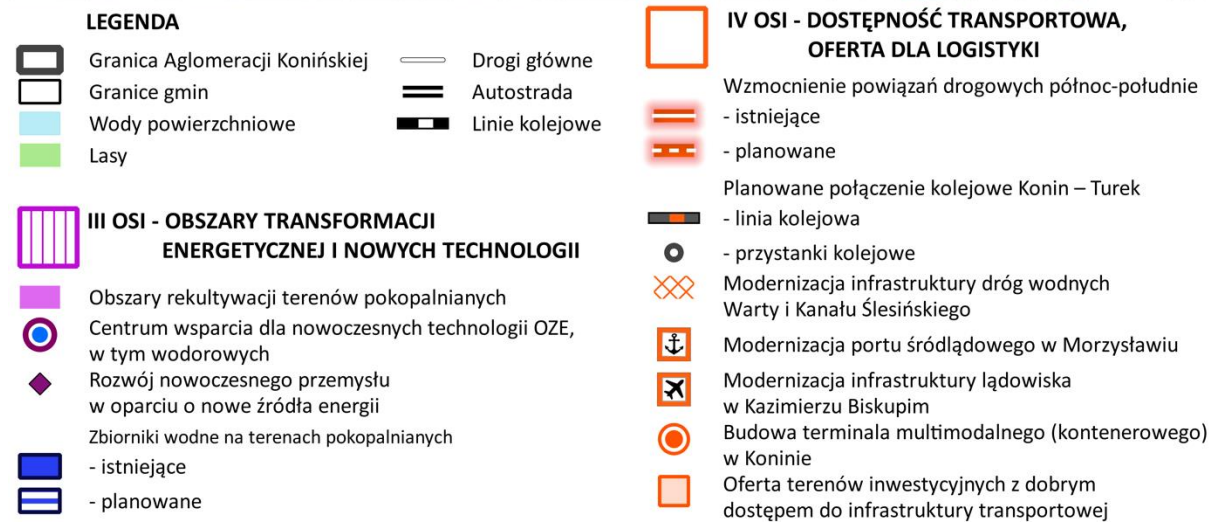 LEGENDA
Granica Aglomeracji Konińskiej
Granice gmin
Wody powierzchniowe
Lasy
Drogi główne
Autostrada
Linie kolejowe
III OSI - OBSZARY TRANSFORMACJI
ENERGETYCZNEJ I NOWYCH TECHNOLOGII
Obszary rekultywacji terenów pokopalnianych
Centrum wsparcia dla nowoczesnych technologii OZE,
w tym wodorowych
Rozwój nowoczesnego przemysłu
w oparciu o nowe źródła energii
Zbiorniki wodne na terenach pokopalnianych
- istniejące
- planowane
IV OSI - DOSTĘPNOŚĆ TRANSPORTOWA,
OFERTA DLA LOGISTYKI
Wzmocnienie powiązań drogowych północ-południe
- istniejące
- planowane
Planowane połączenie kolejowe Konin – Turek
- linia kolejowa
- przystanki kolejowe
Modernizacja infrastruktury dróg wodnych
Warty i Kanału Ślesińskiego
Modernizacja portu śródlądowego w Morzysławiu
Modernizacja infrastruktury lądowiska
w Kazimierzu Biskupim
Budowa terminala multimodalnego (kontenerowego)
w Koninie
Oferta terenów inwestycyjnych z dobrym
dostępem do infrastruktury transportowej